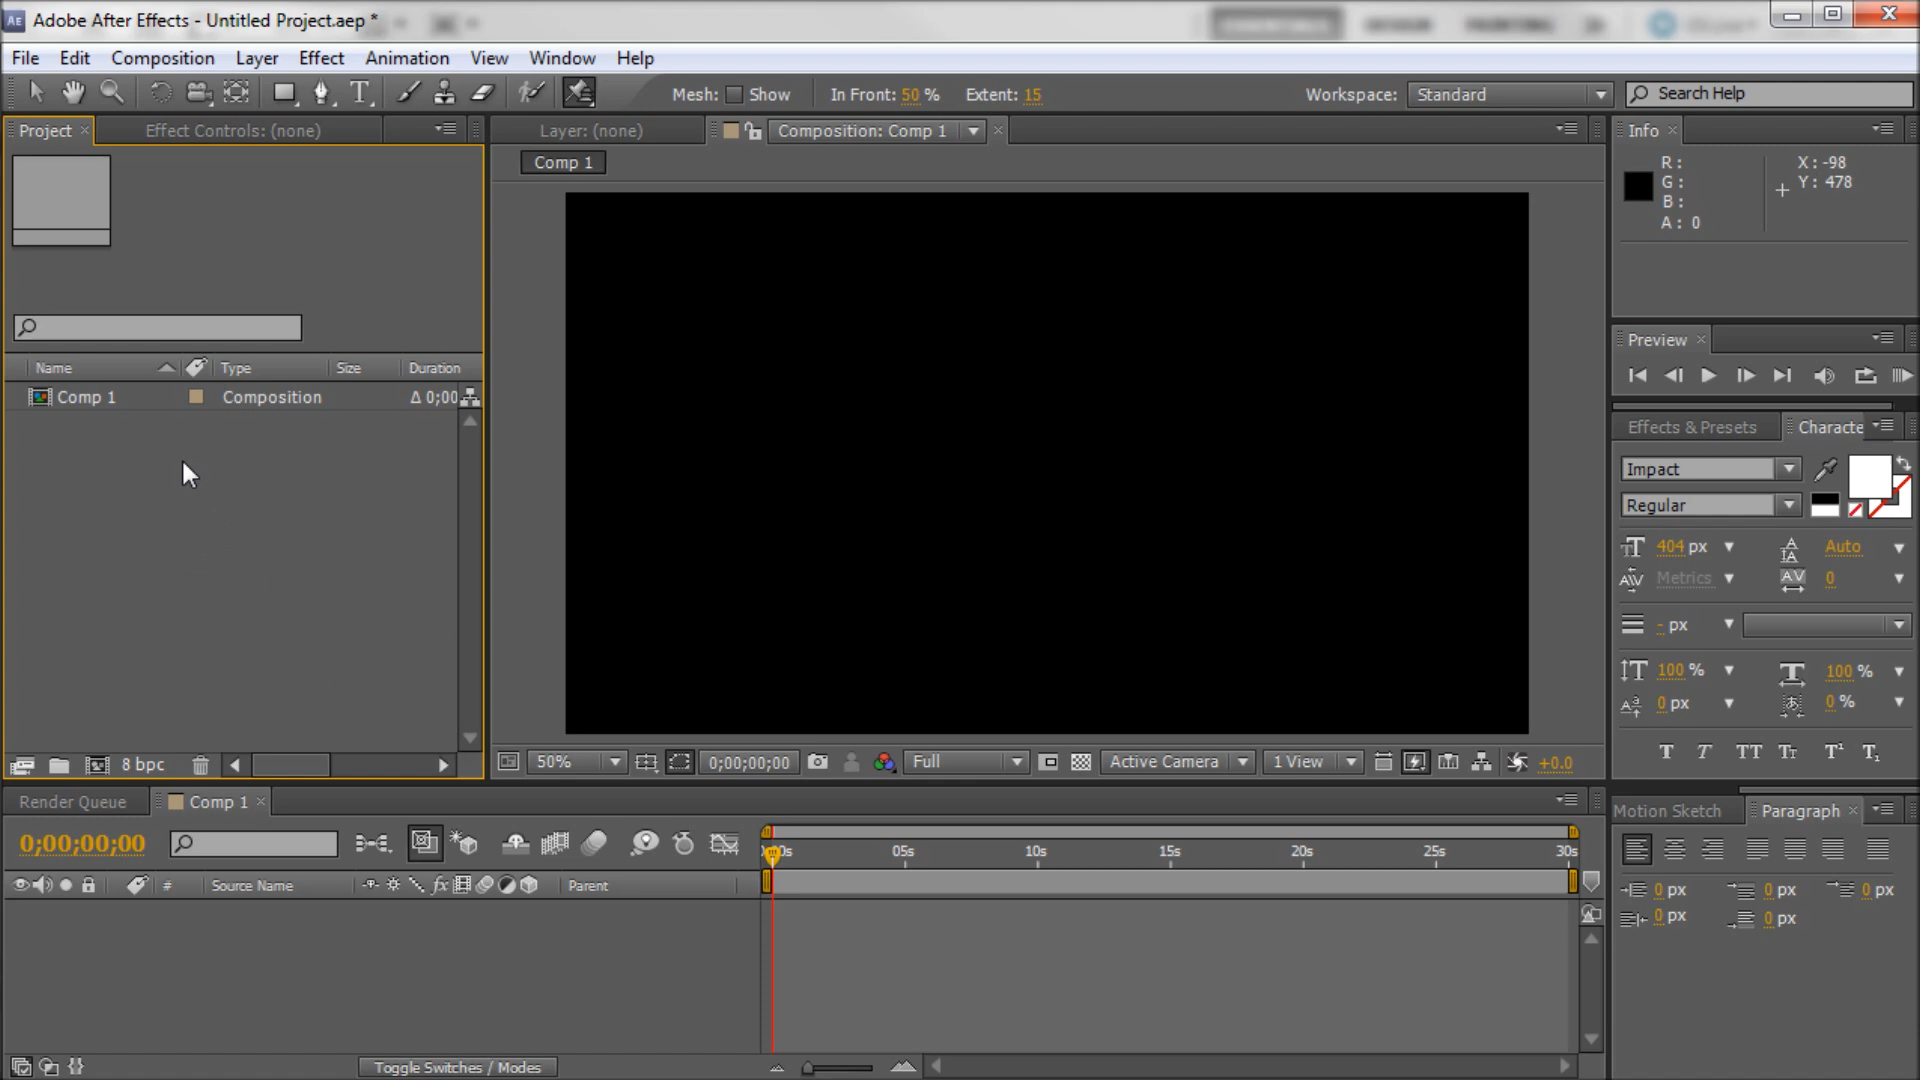 Adobe After Effects - Untitled Project.aep *
File Edit Composition Layer Effect Animation View Window Help
Mesh: Show In Front: 50 % Extent: 15 Workspace: Standard Search Help
Project Effect Controls: (none) Layer: (none) Composition: Comp 1 Info
Comp 1
R: X: -98
G: Y: 478
B:
A: 0
Preview
Name Type Size Duration
Comp 1 Composition Δ 0;00
Effects & Presets Characte
Impact
Regular
404 px Auto
Metrics 0
- px
100 % 100 %
0 px 0 %
T T TT Tt T¹ T₁
8 bpc 50% 0;00;00;00 Full Active Camera 1 View +0.0
Render Queue Comp 1 Motion Sketch Paragraph
0;00;00;00
05s 10s 15s 20s 25s 30s
# Source Name fx Parent
0 px 0 px 0 px
0 px 0 px
Toggle Switches / Modes